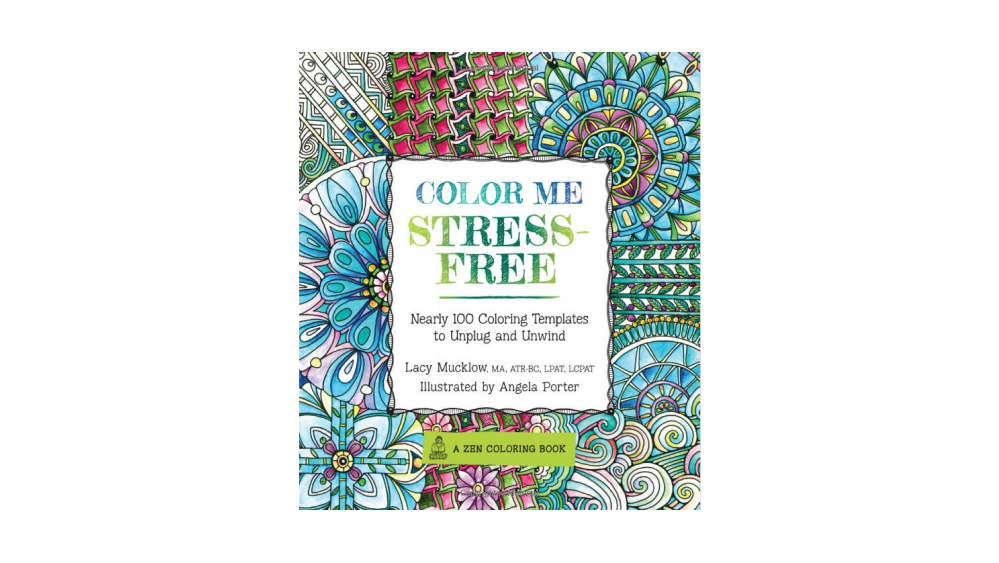 COLOR ME
STRESS-
FREE
Nearly 100 Coloring Templates
to Unplug and Unwind
Lacy Mucklow, MA, ATR-BC, LPAT, LCPAT
Illustrated by Angela Porter
A ZEN COLORING BOOK